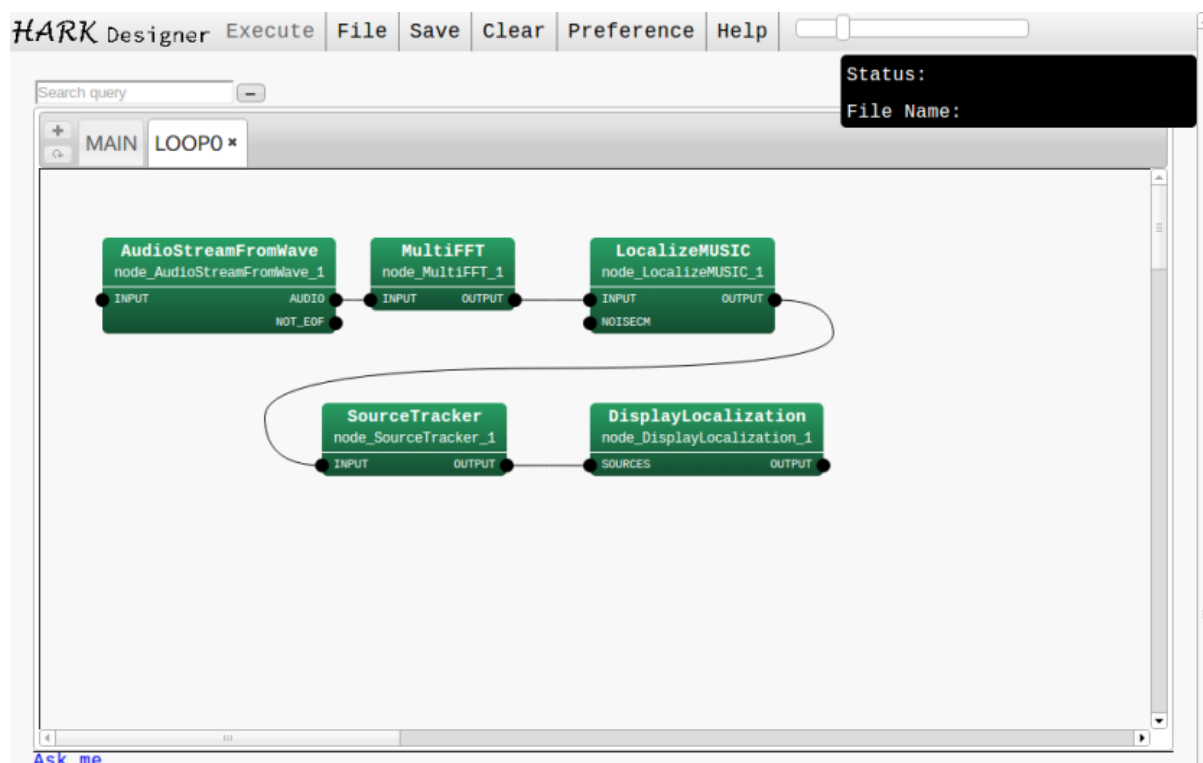 HARK Designer Execute File Save Clear Preference Help
Status:
File Name:
Search query
MAIN LOOP0
AudioStreamFromWave
node_AudioStreamFromWave_1
INPUT AUDIO
NOT_EOF
MultiFFT
node_MultiFFT_1
INPUT OUTPUT
LocalizeMUSIC
node_LocalizeMUSIC_1
INPUT OUTPUT
NOISECM
SourceTracker
node_SourceTracker_1
INPUT OUTPUT
DisplayLocalization
node_DisplayLocalization_1
SOURCES OUTPUT
Ask me